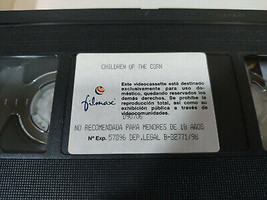 CHILDREN OF THE CORN
Este videocassette está destinado
exclusivamente para uso do-
méstico, quedando reservados los
demás derechos. Se prohíbe la
reproducción total, así como su
exhibición pública a través de
videocomunidades.
filmax
090706
NO RECOMENDADA PARA MENORES DE 18 AÑOS
Nº Exp. 57096 DEP.LEGAL B-32771/96